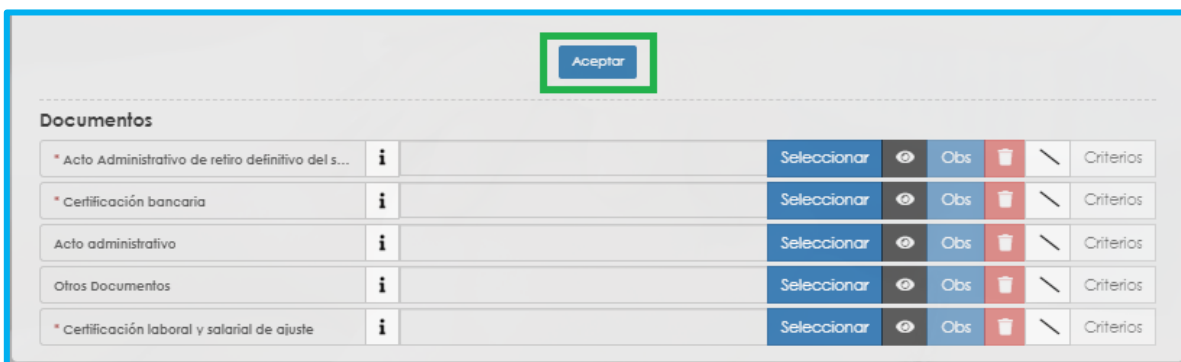 Aceptar
Documentos
* Acto Administrativo de retiro definitivo del s... i Seleccionar Obs Criterios
* Certificación bancaria i Seleccionar Obs Criterios
Acto administrativo i Seleccionar Obs Criterios
Otros Documentos i Seleccionar Obs Criterios
* Certificación laboral y salarial de ajuste i Seleccionar Obs Criterios